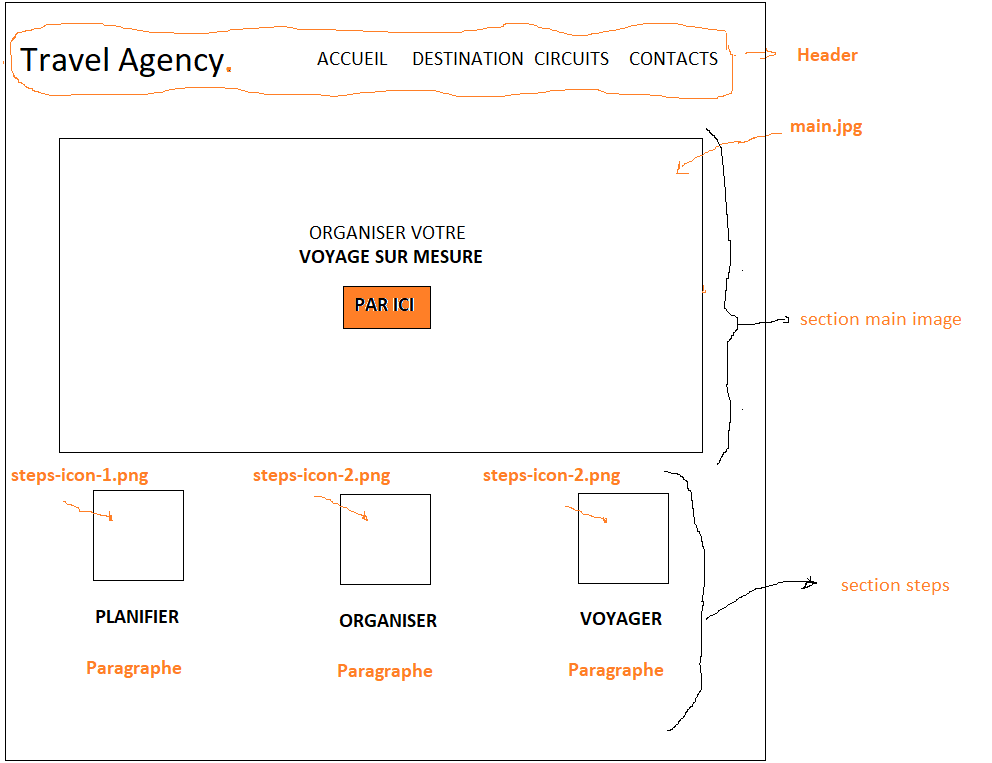 Travel Agency.
ACCUEIL DESTINATION CIRCUITS CONTACTS
Header
main.jpg
ORGANISER VOTRE
VOYAGE SUR MESURE
PAR ICI
section main image
steps-icon-1.png steps-icon-2.png steps-icon-2.png
section steps
PLANIFIER ORGANISER VOYAGER
Paragraphe Paragraphe Paragraphe